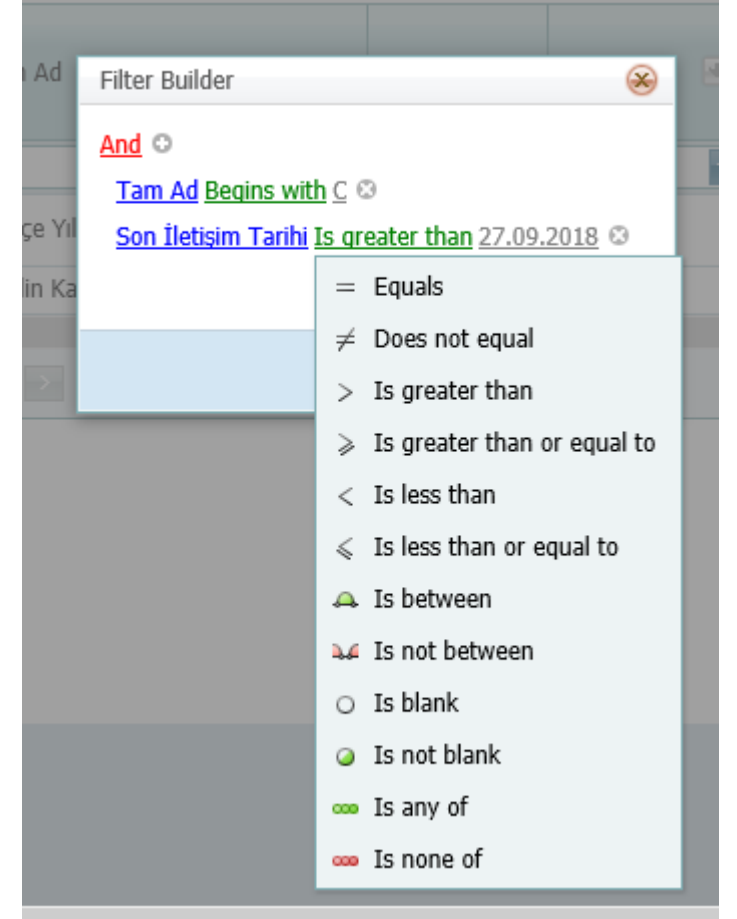 Ad
Filter Builder
And
Tam Ad Begins with C
Son İletişim Tarihi Is greater than 27.09.2018
= Equals
≠ Does not equal
> Is greater than
⩾ Is greater than or equal to
< Is less than
⩽ Is less than or equal to
Is between
Is not between
Is blank
Is not blank
Is any of
Is none of